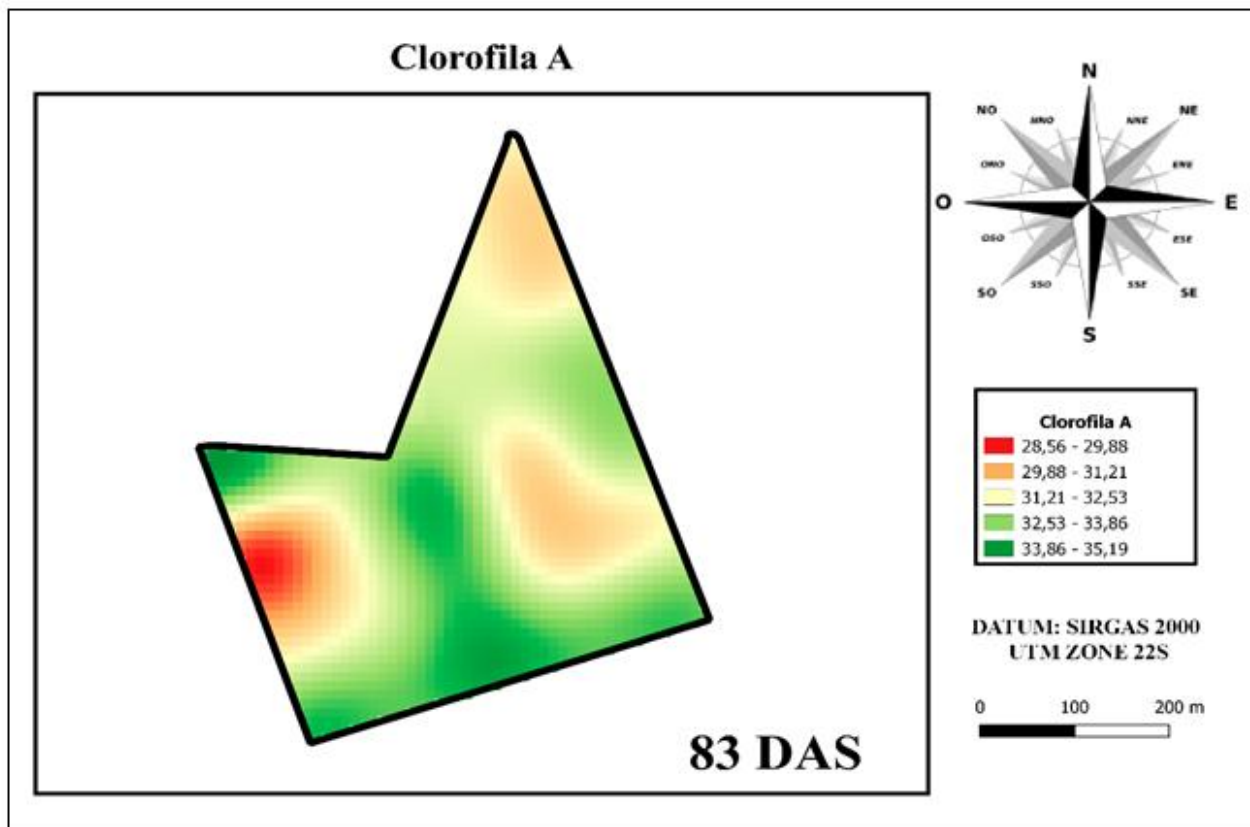 Clorofila A
N
NO
NE
NNO
NNE
ONO
ENE
O
E
OSO
ESE
SO
SE
SSO
SSE
S
Clorofila A
28,56 - 29,88
29,88 - 31,21
31,21 - 32,53
32,53 - 33,86
33,86 - 35,19
DATUM: SIRGAS 2000
UTM ZONE 22S
0 100 200 m
83 DAS